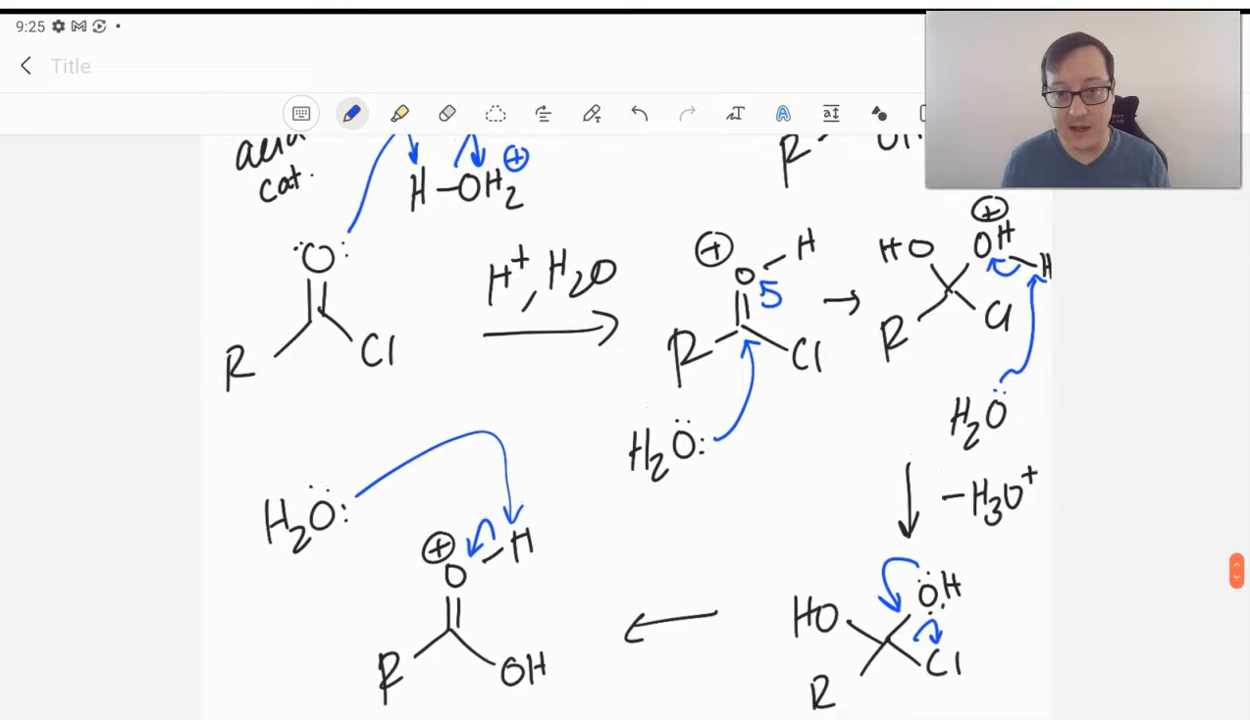 9:25
Title
acid
cat.
H-OH2 ⊕
R
:O:
R Cl
H+, H2O
⊕
O-H
5
R Cl
→
⊕
HO OH-H
R Cl
H2O:
H2O
-H3O+
H2O:
⊕
O-H
R OH
HO OH
Cl
R